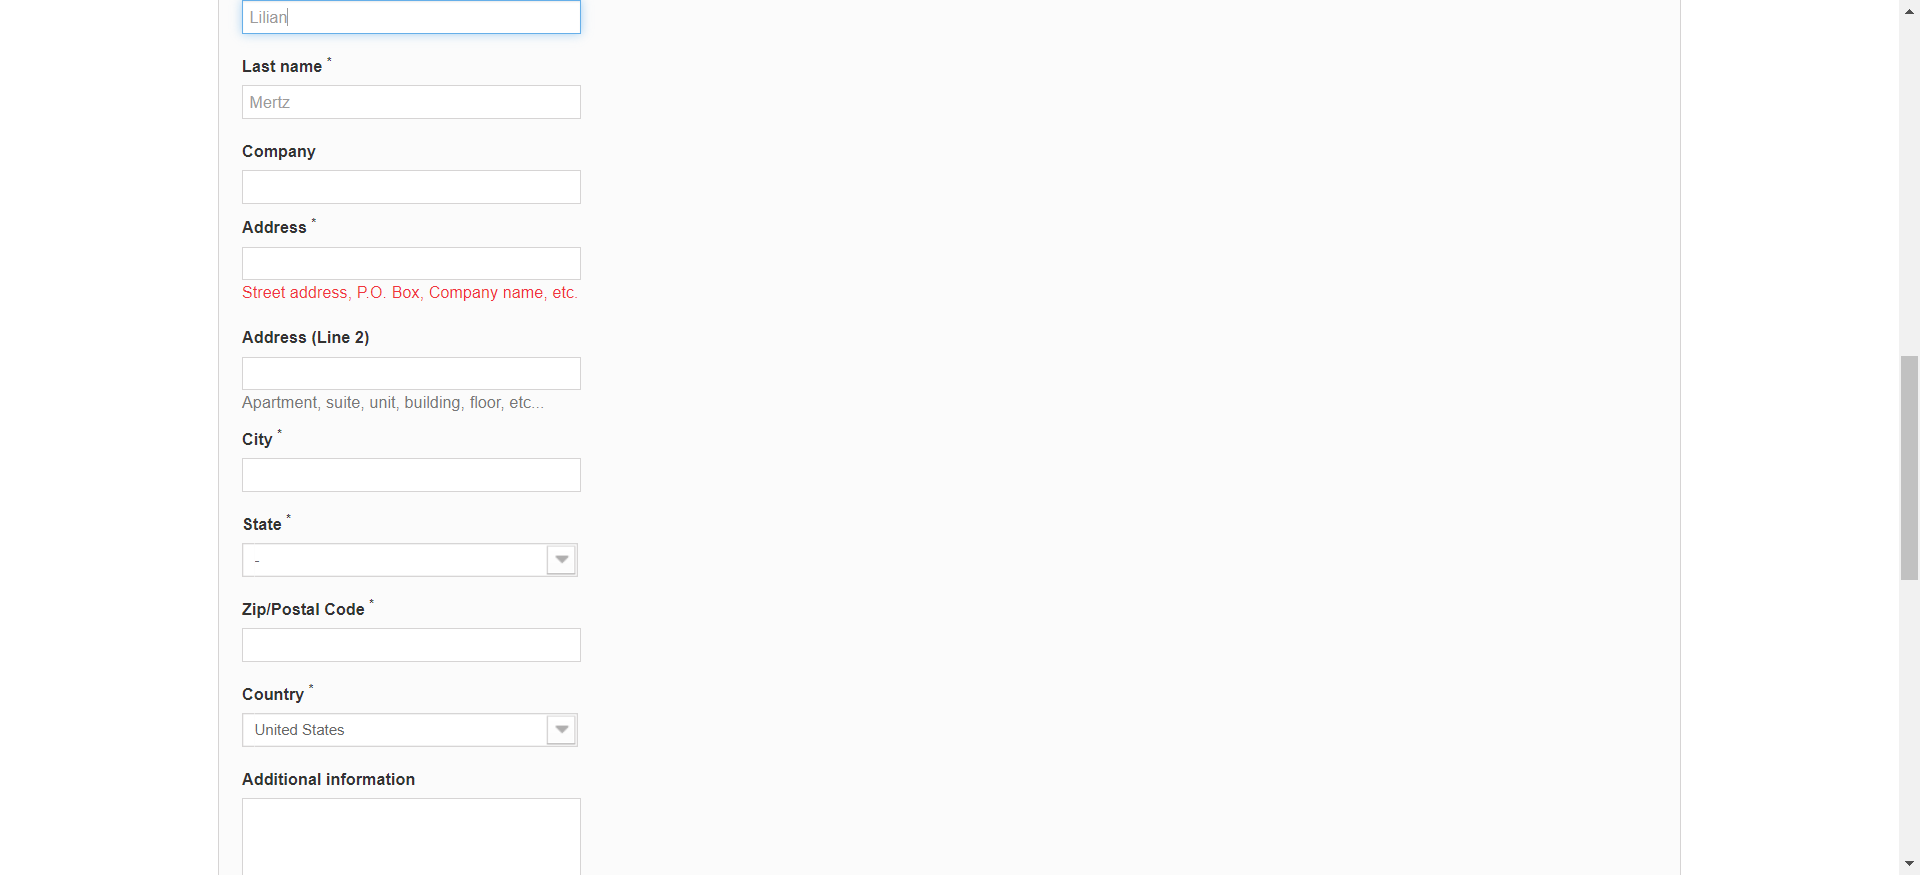 Lilian
Last name *
Mertz
Company
Address *
Street address, P.O. Box, Company name, etc.
Address (Line 2)
Apartment, suite, unit, building, floor, etc...
City *
State *
-
Zip/Postal Code *
Country *
United States
Additional information